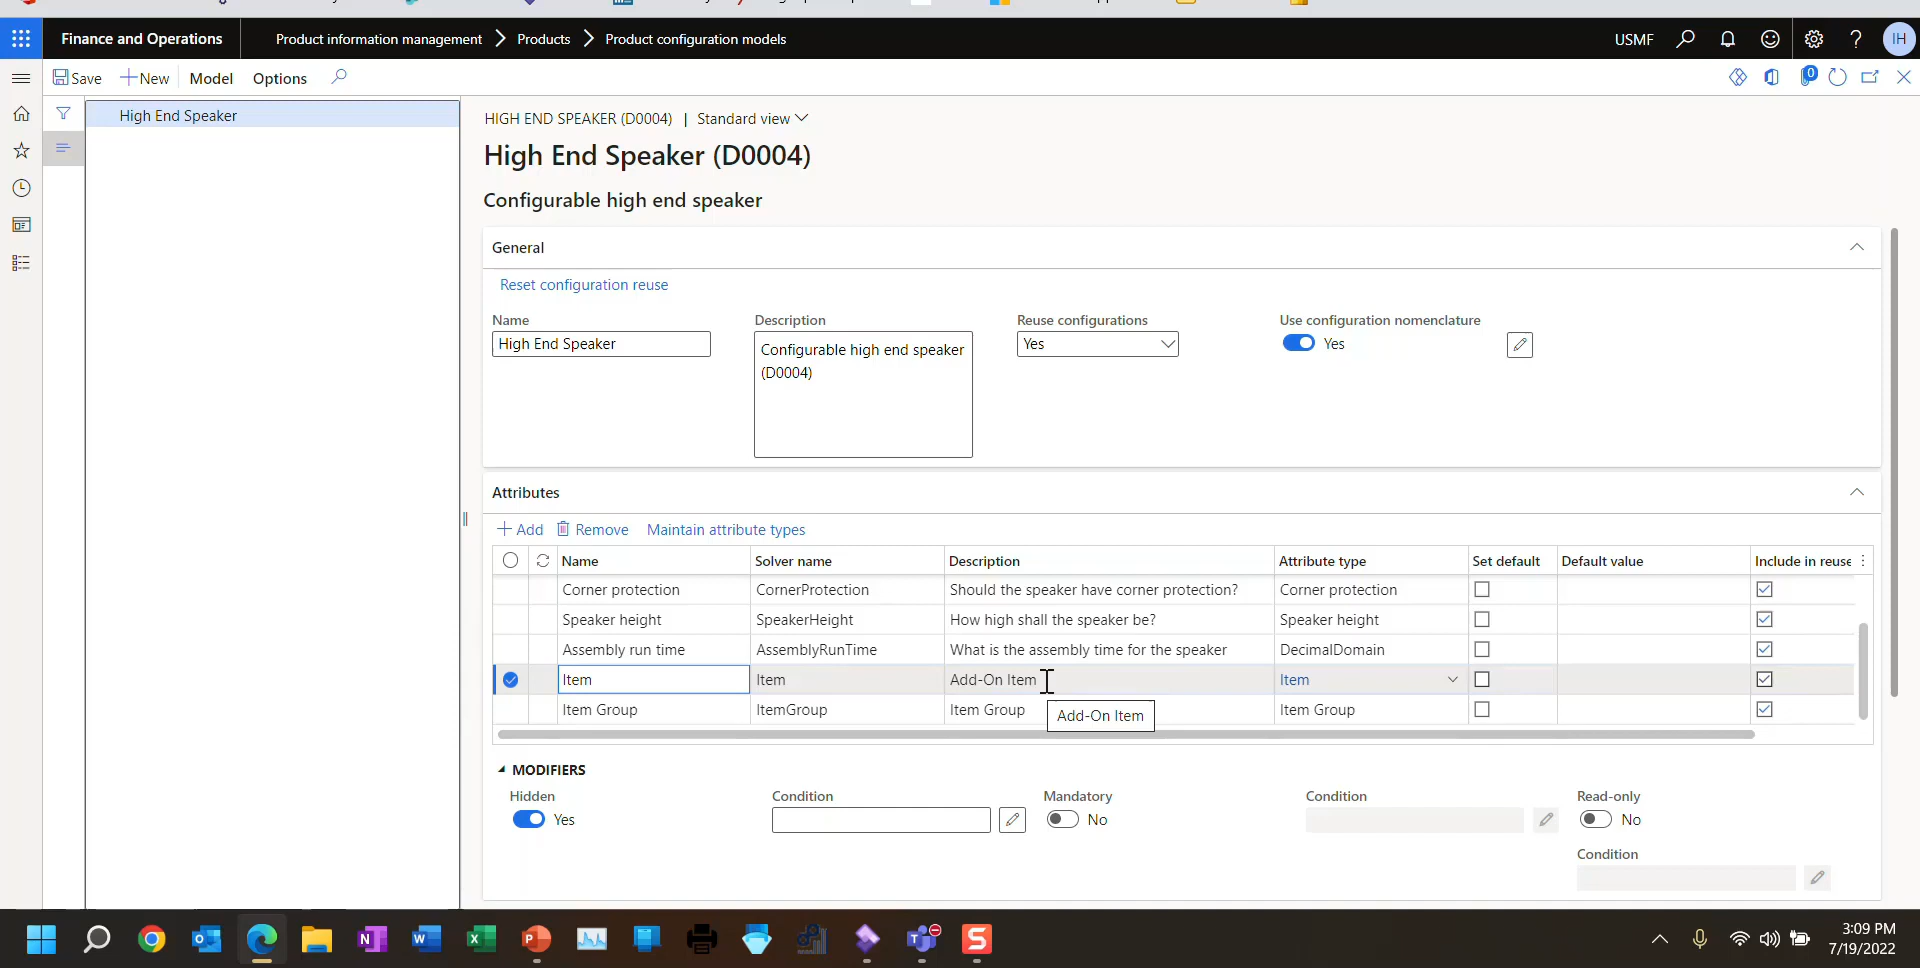 Finance and Operations
Product information management
Products
Product configuration models
USMF
IH
Save
New
Model
Options
0
High End Speaker
HIGH END SPEAKER (D0004) | Standard view
High End Speaker (D0004)
Configurable high end speaker
General
Reset configuration reuse
Name
Description
Reuse configurations
Use configuration nomenclature
High End Speaker
Configurable high end speaker
(D0004)
Yes
Yes
Attributes
Add
Remove
Maintain attribute types
Name
Solver name
Description
Attribute type
Set default
Default value
Include in reuse
Corner protection
CornerProtection
Should the speaker have corner protection?
Corner protection
Speaker height
SpeakerHeight
How high shall the speaker be?
Speaker height
Assembly run time
AssemblyRunTime
What is the assembly time for the speaker
DecimalDomain
Item
Item
Add-On Item
Item
Item Group
ItemGroup
Item Group
Item Group
Add-On Item
MODIFIERS
Hidden
Condition
Mandatory
Condition
Read-only
Yes
No
No
Condition
3:09 PM
7/19/2022